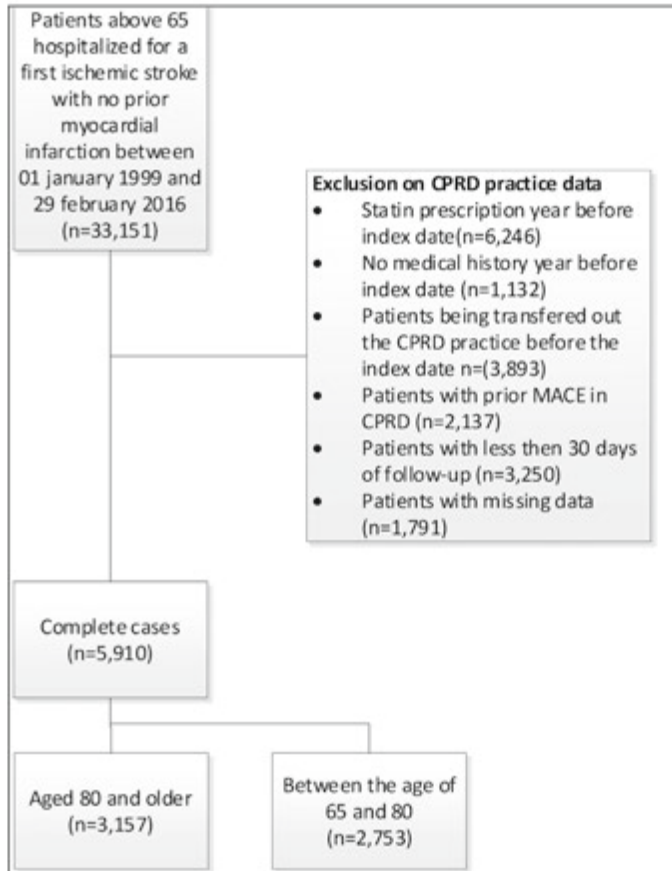 Patients above 65
hospitalized for a
first ischemic stroke
with no prior
myocardial
infarction between
01 january 1999 and
29 february 2016
(n=33,151)
Exclusion on CPRD practice data
• Statin prescription year before
index date(n=6,246)
• No medical history year before
index date (n=1,132)
• Patients being transfered out
the CPRD practice before the
index date n=(3,893)
• Patients with prior MACE in
CPRD (n=2,137)
• Patients with less then 30 days
of follow-up (n=3,250)
• Patients with missing data
(n=1,791)
Complete cases
(n=5,910)
Aged 80 and older
(n=3,157)
Between the age of
65 and 80
(n=2,753)